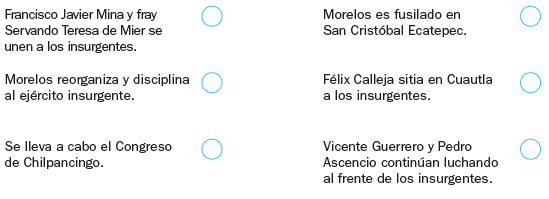 Francisco Javier Mina y fray
Servando Teresa de Mier se
unen a los insurgentes.
Morelos reorganiza y disciplina
al ejército insurgente.
Se lleva a cabo el Congreso
de Chilpancingo.
Morelos es fusilado en
San Cristóbal Ecatepec.
Félix Calleja sitia en Cuautla
a los insurgentes.
Vicente Guerrero y Pedro
Ascencio continúan luchando
al frente de los insurgentes.